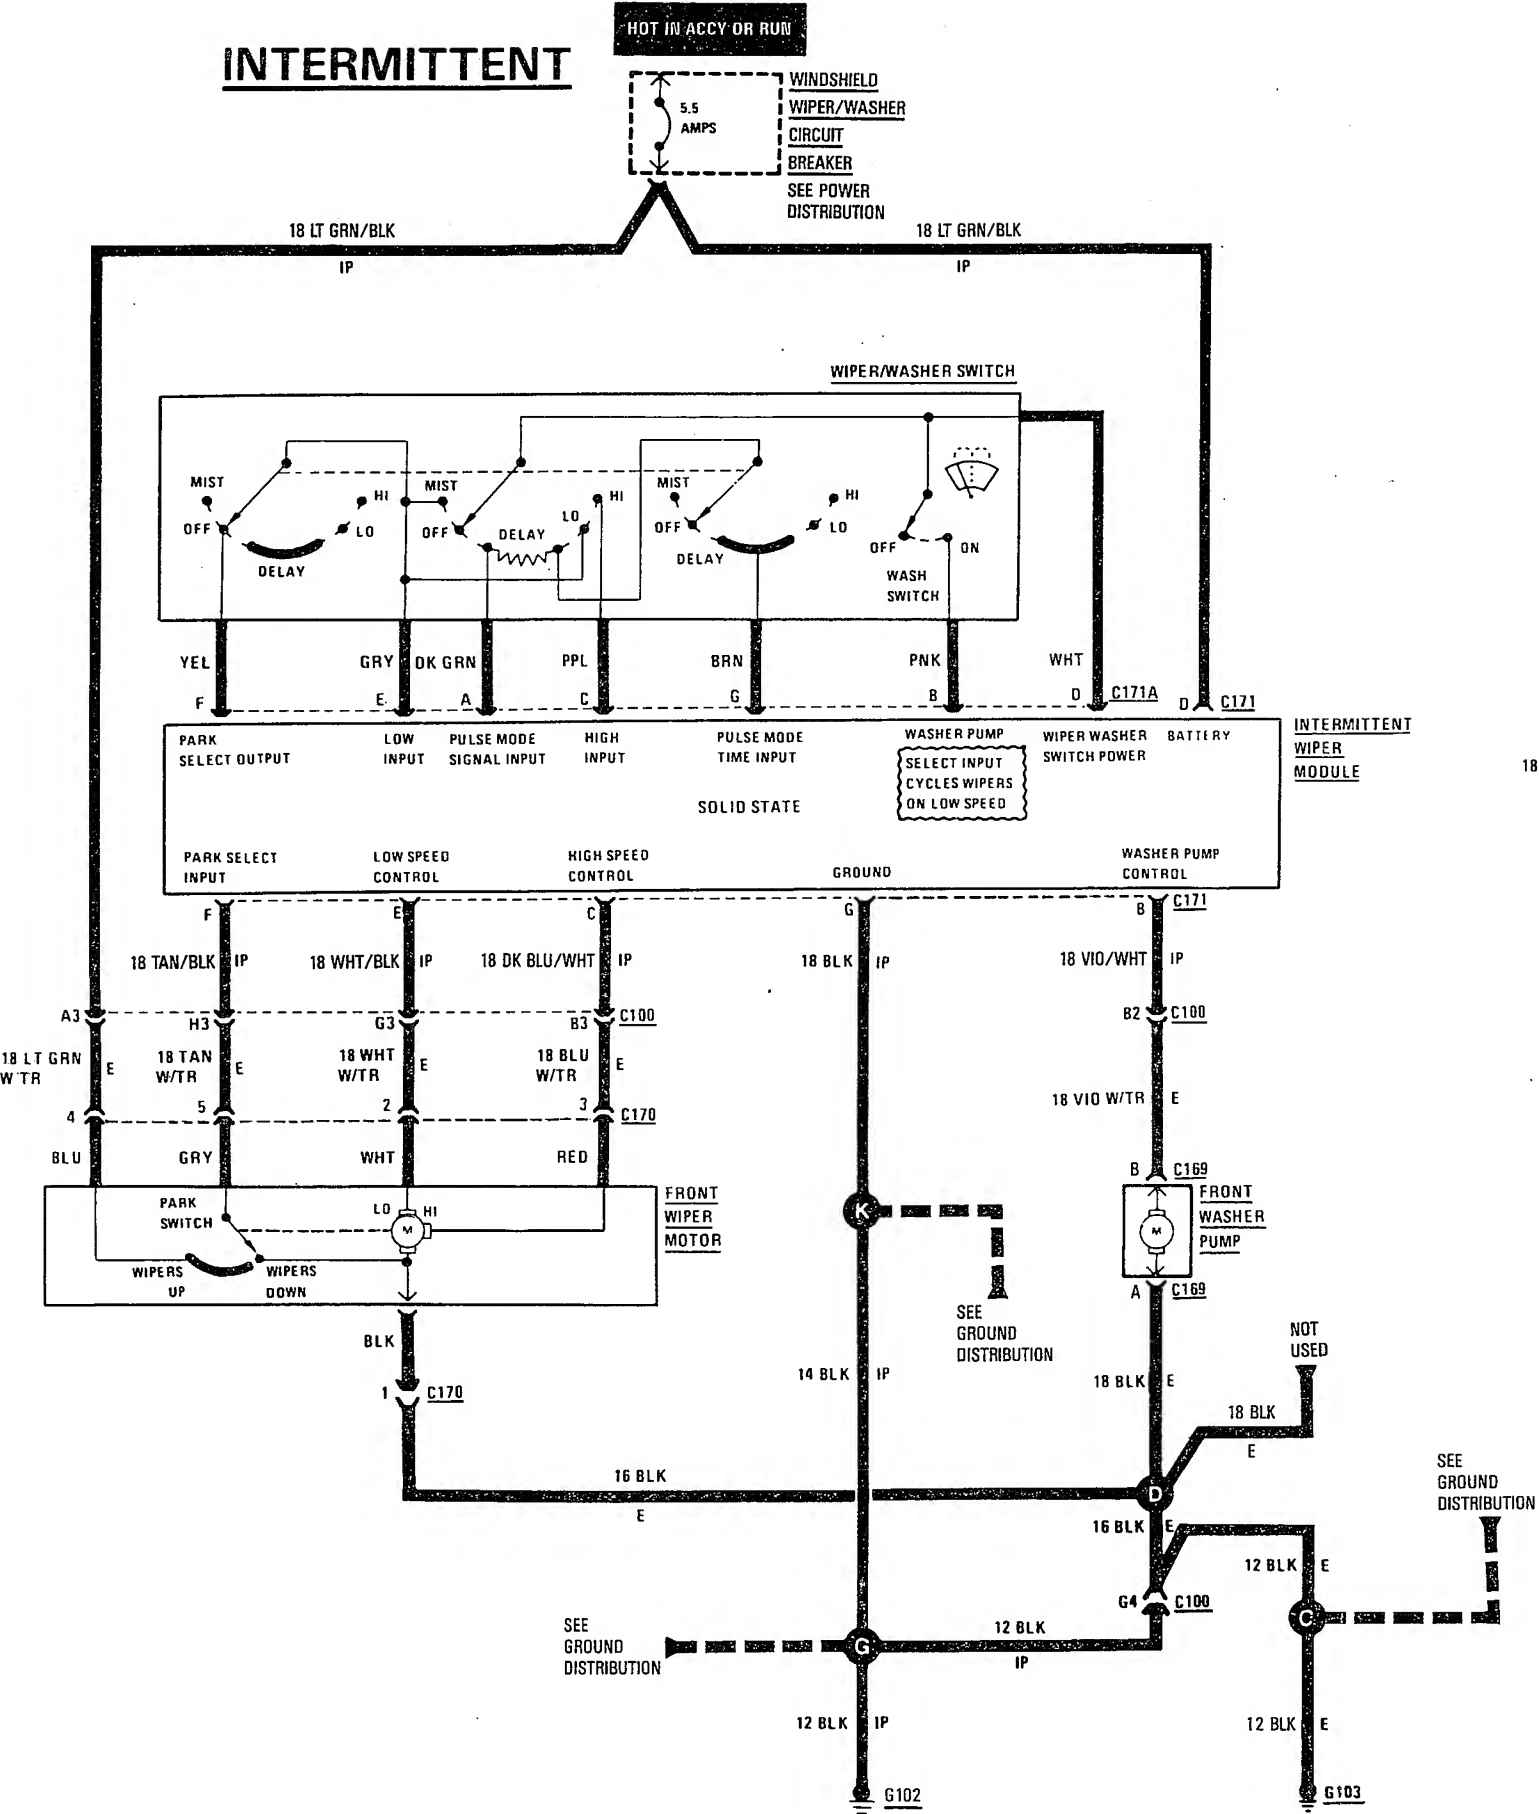 HOT IN ACCY OR RUN
INTERMITTENT
5.5
AMPS
WINDSHIELD
WIPER/WASHER
CIRCUIT
BREAKER
SEE POWER
DISTRIBUTION
18 LT GRN/BLK
IP
18 LT GRN/BLK
IP
WIPER/WASHER SWITCH
MIST
OFF
DELAY
LO
HI
MIST
OFF
DELAY
LO
HI
MIST
OFF
DELAY
LO
HI
OFF
ON
WASH
SWITCH
YEL
GRY
DK GRN
PPL
BRN
PNK
WHT
F
E
A
C
G
B
D
C171A
D
C171
PARK
SELECT OUTPUT
LOW
INPUT
PULSE MODE
SIGNAL INPUT
HIGH
INPUT
PULSE MODE
TIME INPUT
WASHER PUMP
SELECT INPUT
CYCLES WIPERS
ON LOW SPEED
WIPER WASHER
SWITCH POWER
BATTERY
INTERMITTENT
WIPER
MODULE
18
SOLID STATE
PARK SELECT
INPUT
LOW SPEED
CONTROL
HIGH SPEED
CONTROL
GROUND
WASHER PUMP
CONTROL
F
E
C
G
B
C171
18 TAN/BLK
IP
18 WHT/BLK
IP
18 DK BLU/WHT
IP
18 BLK
IP
18 VIO/WHT
IP
A3
H3
G3
B3
C100
B2
C100
18 LT GRN
W TR
E
18 TAN
W/TR
E
18 WHT
W/TR
E
18 BLU
W/TR
E
18 VIO W/TR
E
4
5
2
3
C170
BLU
GRY
WHT
RED
B
C169
PARK
SWITCH
LO
HI
M
WIPERS
UP
WIPERS
DOWN
FRONT
WIPER
MOTOR
K
M
FRONT
WASHER
PUMP
A
C169
SEE
GROUND
DISTRIBUTION
BLK
1
C170
14 BLK
IP
18 BLK
E
NOT
USED
18 BLK
E
16 BLK
E
D
16 BLK
E
SEE
GROUND
DISTRIBUTION
12 BLK
E
G4
C100
C
SEE
GROUND
DISTRIBUTION
G
12 BLK
IP
12 BLK
IP
12 BLK
E
G102
G103